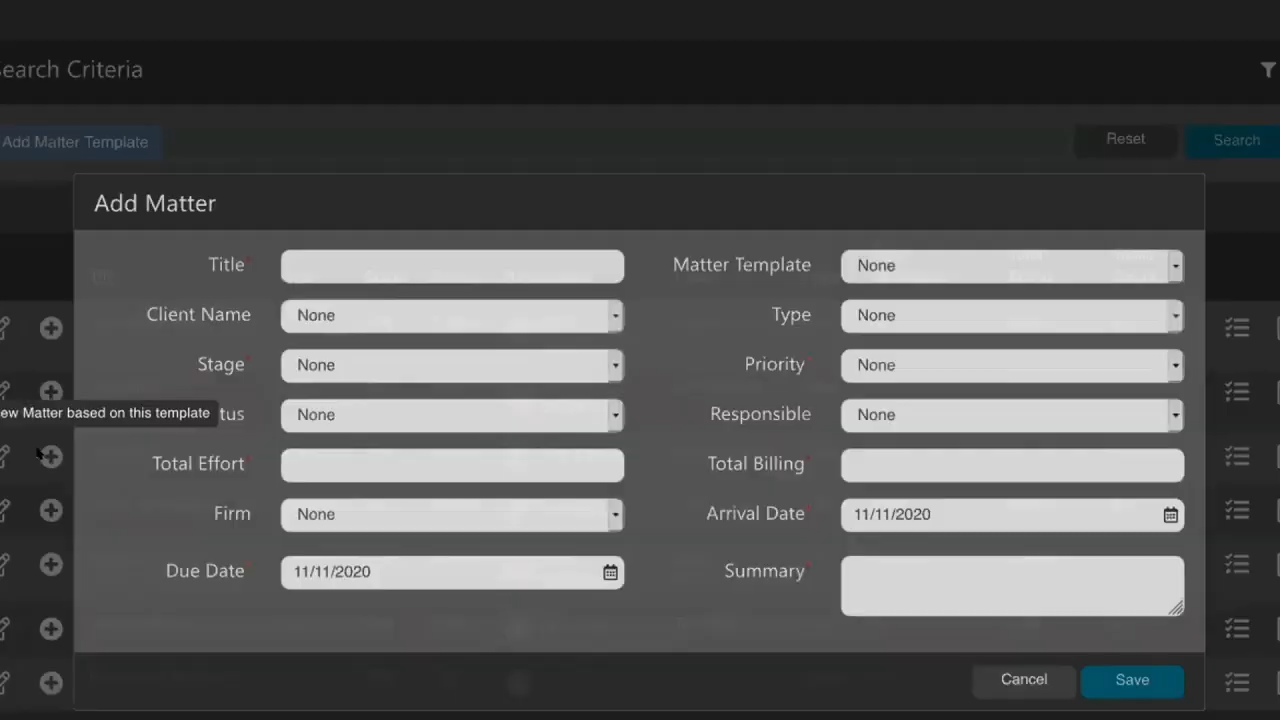 earch Criteria
Add Matter Template
Reset
Search
Add Matter
Title*
Matter Template
None
Client Name
None
Type
None
Stage*
None
Priority*
None
ew Matter based on this template
tus
None
Responsible
None
Total Effort*
Total Billing*
Firm
None
Arrival Date*
11/11/2020
Due Date*
11/11/2020
Summary*
Cancel
Save